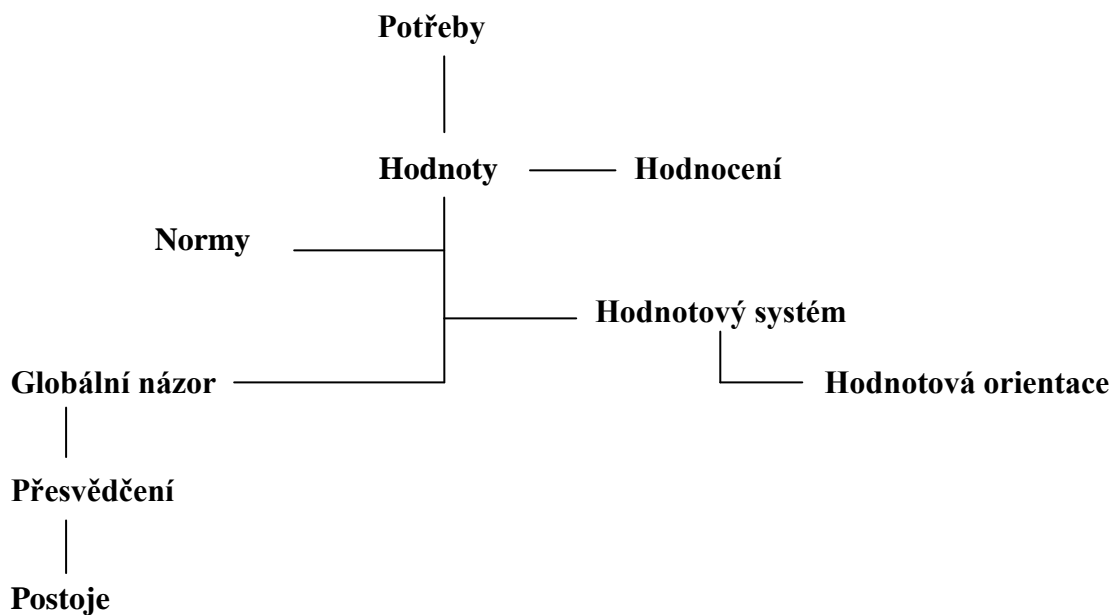 Potřeby
Hodnoty
Hodnocení
Normy
Hodnotový systém
Globální názor
Hodnotová orientace
Přesvědčení
Postoje